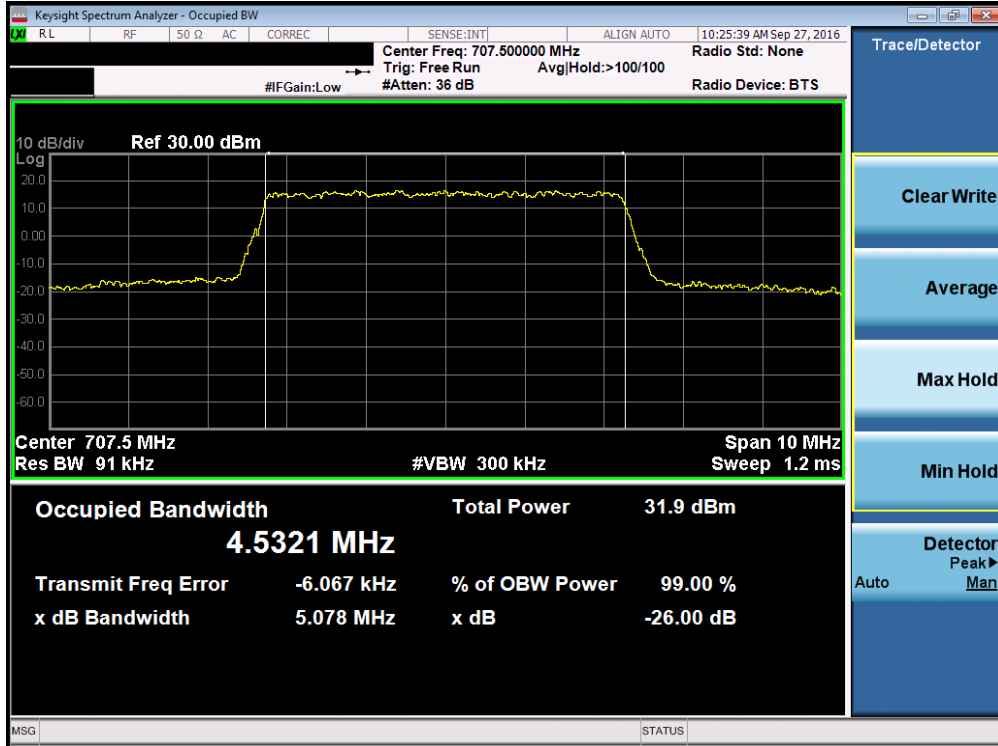 Keysight Spectrum Analyzer - Occupied BW
LXI RL RF 50 Ω AC CORREC SENSE:INT ALIGN AUTO 10:25:39 AM Sep 27, 2016
Center Freq: 707.500000 MHz Radio Std: None
Trig: Free Run Avg|Hold:>100/100
#IFGain:Low #Atten: 36 dB Radio Device: BTS
10 dB/div Ref 30.00 dBm
Log
20.0
10.0
0.00
-10.0
-20.0
-30.0
-40.0
-50.0
-60.0
Center 707.5 MHz Span 10 MHz
Res BW 91 kHz #VBW 300 kHz Sweep 1.2 ms
Occupied Bandwidth Total Power 31.9 dBm
4.5321 MHz
Transmit Freq Error -6.067 kHz % of OBW Power 99.00 %
x dB Bandwidth 5.078 MHz x dB -26.00 dB
MSG STATUS
Trace/Detector
Clear Write
Average
Max Hold
Min Hold
Detector
Peak▶
Auto Man